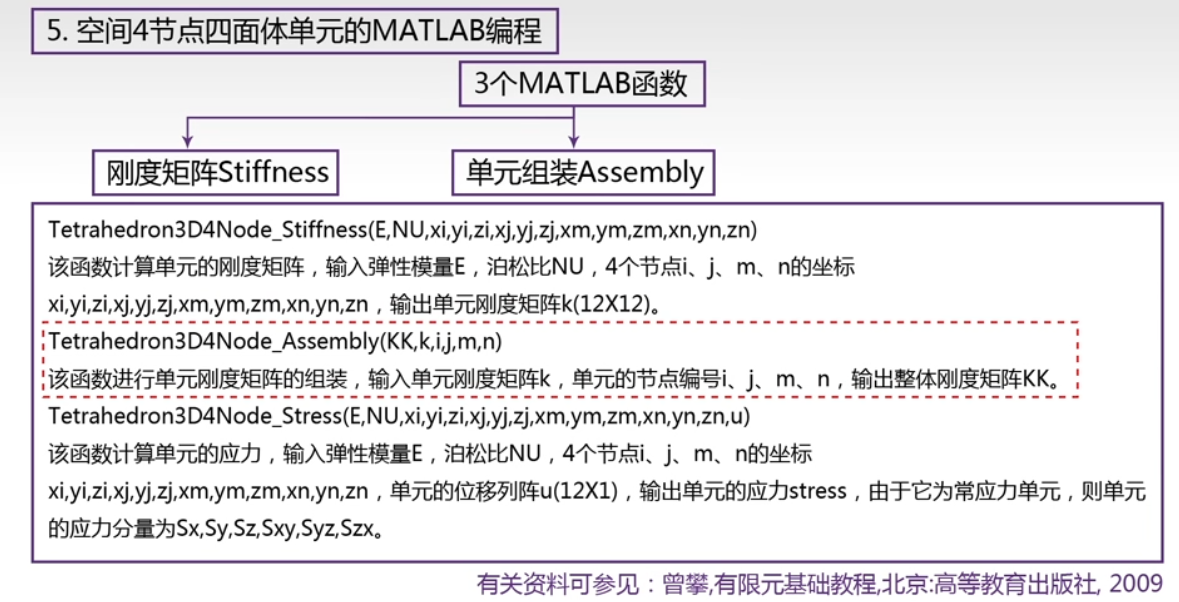 5. 空间4节点四面体单元的MATLAB编程
3个MATLAB函数
刚度矩阵Stiffness
单元组装Assembly
Tetrahedron3D4Node_Stiffness(E,NU,xi,yi,zi,xj,yj,zj,xm,ym,zm,xn,yn,zn)
该函数计算单元的刚度矩阵，输入弹性模量E，泊松比NU，4个节点i、j、m、n的坐标
xi,yi,zi,xj,yj,zj,xm,ym,zm,xn,yn,zn，输出单元刚度矩阵k(12X12)。
Tetrahedron3D4Node_Assembly(KK,k,i,j,m,n)
该函数进行单元刚度矩阵的组装，输入单元刚度矩阵k，单元的节点编号i、j、m、n，输出整体刚度矩阵KK。
Tetrahedron3D4Node_Stress(E,NU,xi,yi,zi,xj,yj,zj,xm,ym,zm,xn,yn,zn,u)
该函数计算单元的应力，输入弹性模量E，泊松比NU，4个节点i、j、m、n的坐标
xi,yi,zi,xj,yj,zj,xm,ym,zm,xn,yn,zn，单元的位移列阵u(12X1)，输出单元的应力stress，由于它为常应力单元，则单元
的应力分量为Sx,Sy,Sz,Sxy,Syz,Szx。
有关资料可参见：曾攀,有限元基础教程,北京:高等教育出版社, 2009